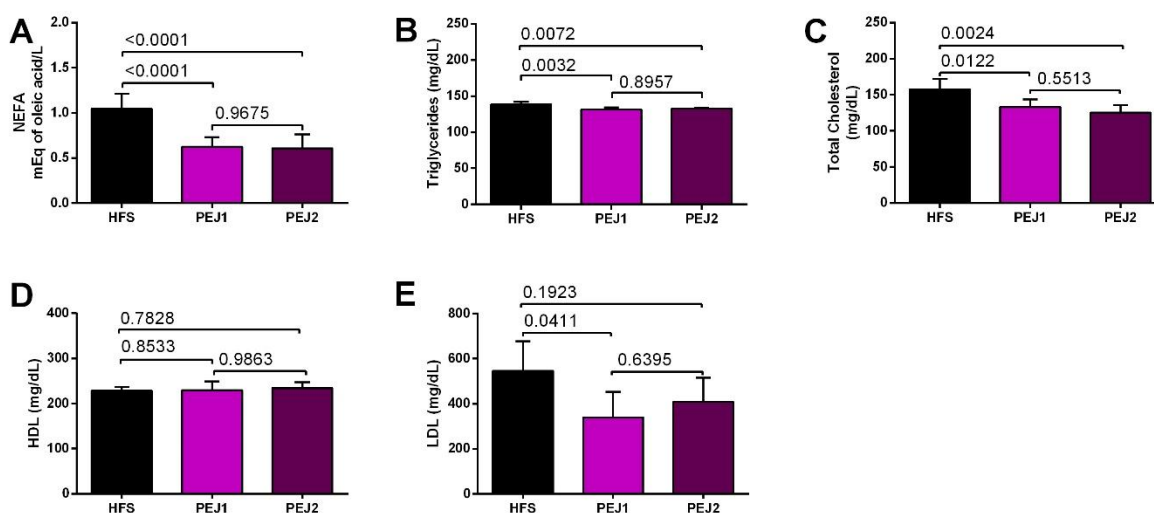 A
NEFA
mEq of oleic acid/L
2.0
1.5
1.0
0.5
0.0
<0.0001
<0.0001
0.9675
HFS PEJ1 PEJ2
B
Triglycerides (mg/dL)
250
200
150
100
50
0
0.0072
0.0032
0.8957
HFS PEJ1 PEJ2
C
Total Cholesterol
(mg/dL)
250
200
150
100
50
0
0.0024
0.0122
0.5513
HFS PEJ1 PEJ2
D
HDL (mg/dL)
400
300
200
100
0
0.7828
0.8533
0.9863
HFS PEJ1 PEJ2
E
LDL (mg/dL)
800
600
400
200
0
0.1923
0.0411
0.6395
HFS PEJ1 PEJ2